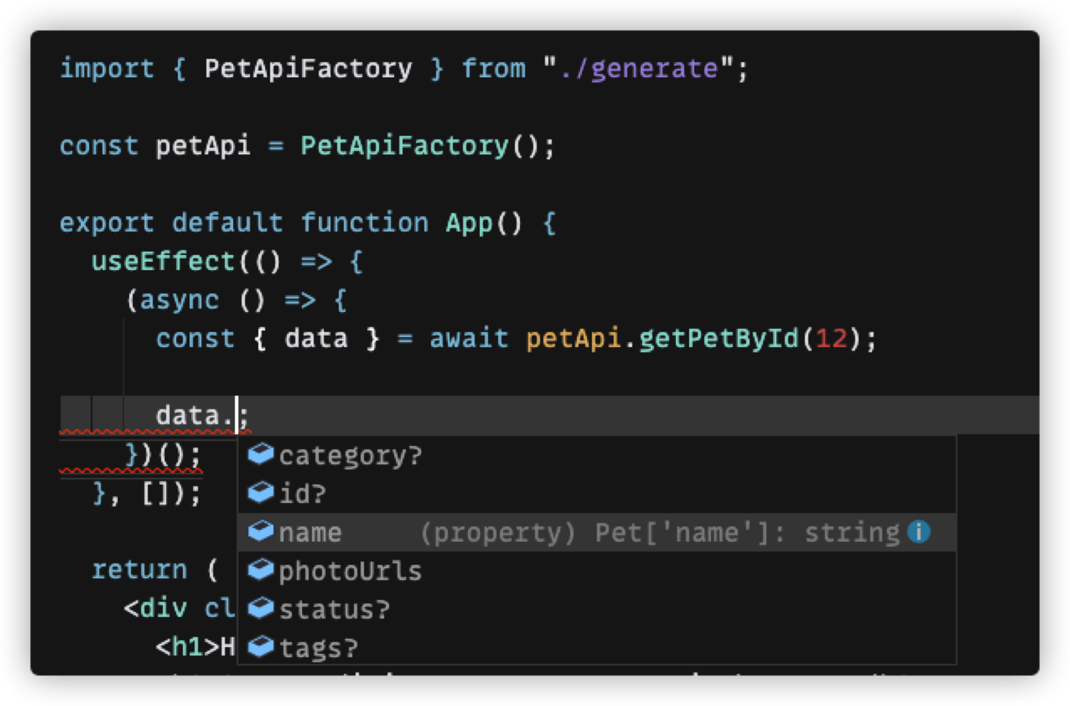 import { PetApiFactory } from "./generate";
const petApi = PetApiFactory();
export default function App() {
useEffect(() => {
(async () => {
const { data } = await petApi.getPetById(12);
data.;
})();
category?
}, []);
id?
name (property) Pet['name']: string
return (
photoUrls
<div cl
status?
<h1>H
tags?